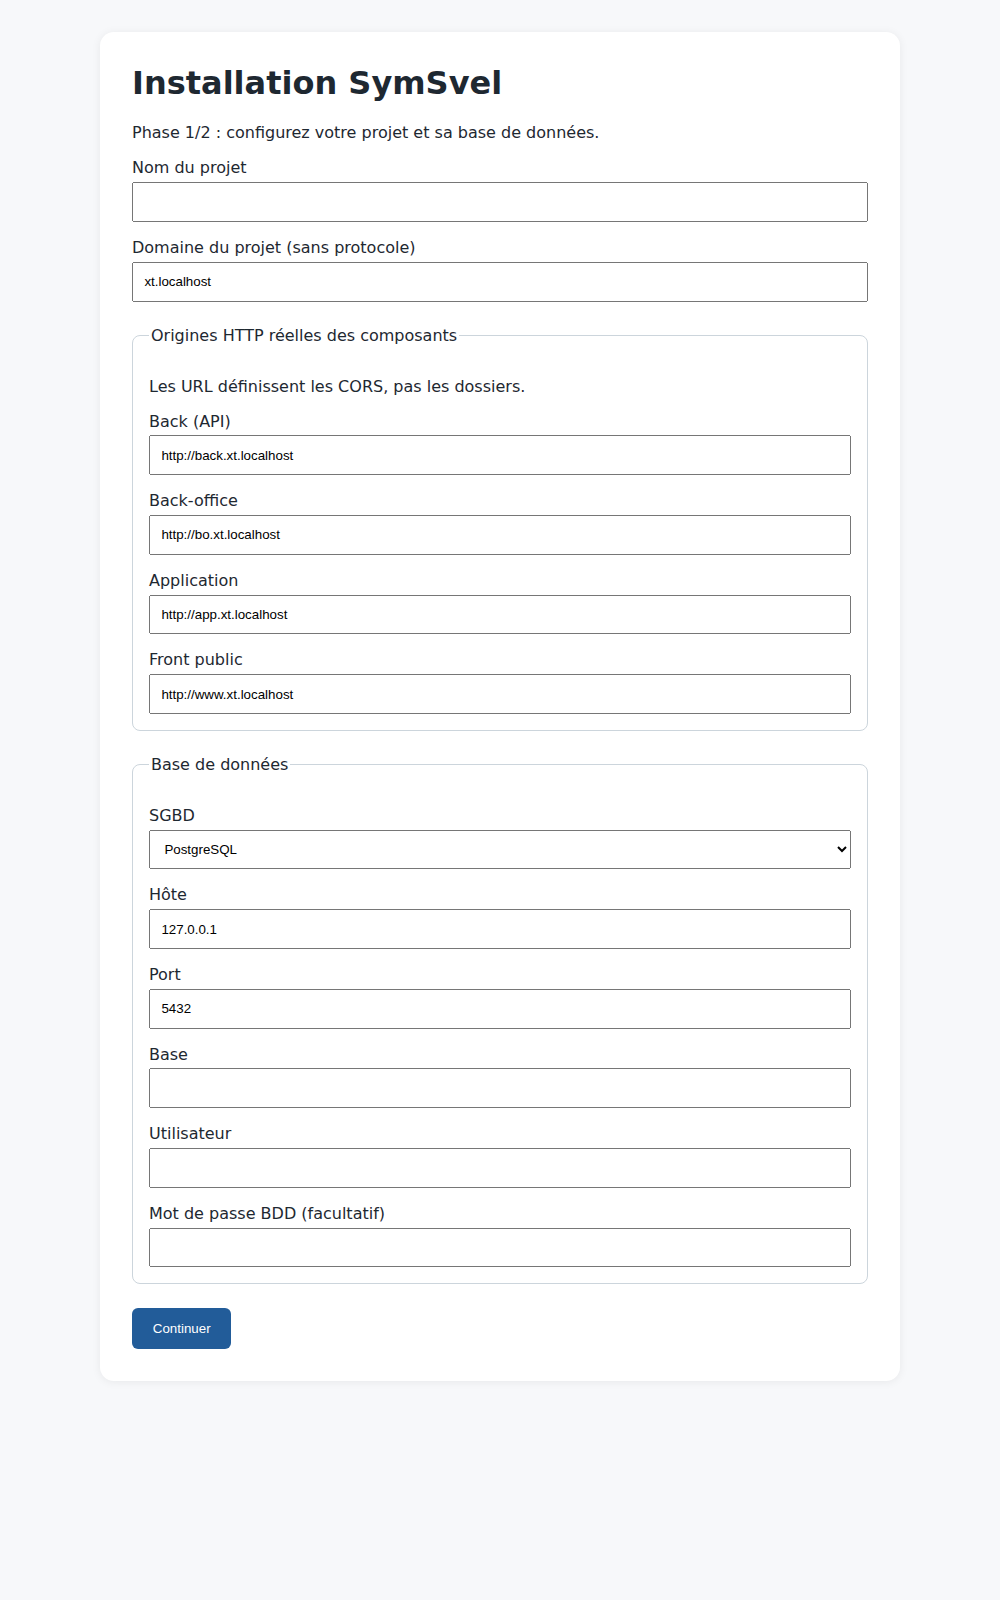 Installation SymSvel
Phase 1/2 : configurez votre projet et sa base de données.
Nom du projet
Domaine du projet (sans protocole)
xt.localhost
Origines HTTP réelles des composants
Les URL définissent les CORS, pas les dossiers.
Back (API)
http://back.xt.localhost
Back-office
http://bo.xt.localhost
Application
http://app.xt.localhost
Front public
http://www.xt.localhost
Base de données
SGBD
PostgreSQL
Hôte
127.0.0.1
Port
5432
Base
Utilisateur
Mot de passe BDD (facultatif)
Continuer